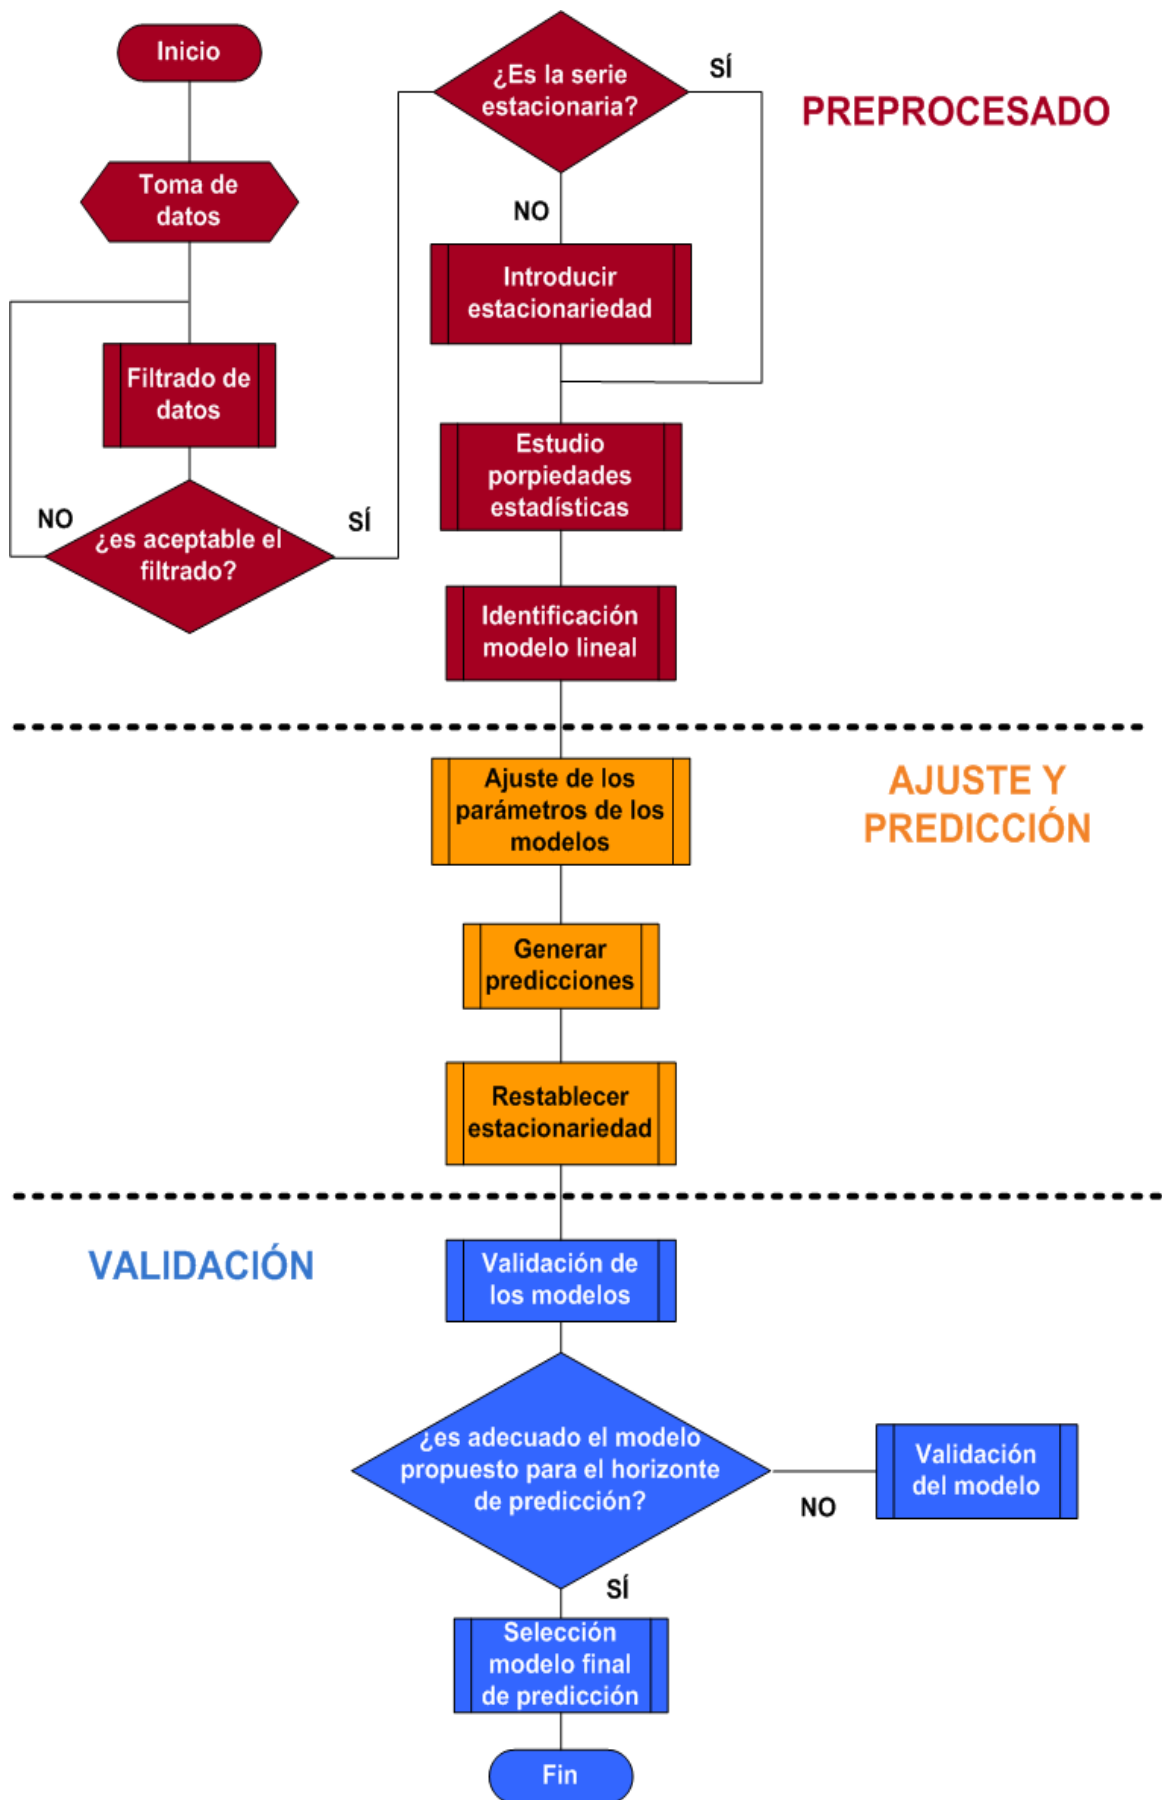 Inicio
Toma de
datos
Filtrado de
datos
NO
¿es aceptable el
filtrado?
SÍ
¿Es la serie
estacionaria?
SÍ
PREPROCESADO
NO
Introducir
estacionariedad
Estudio
porpiedades
estadísticas
Identificación
modelo lineal
AJUSTE Y
PREDICCIÓN
Ajuste de los
parámetros de los
modelos
Generar
predicciones
Restablecer
estacionariedad
VALIDACIÓN
Validación de
los modelos
¿es adecuado el modelo
propuesto para el horizonte
de predicción?
NO
Validación
del modelo
SÍ
Selección
modelo final
de predicción
Fin